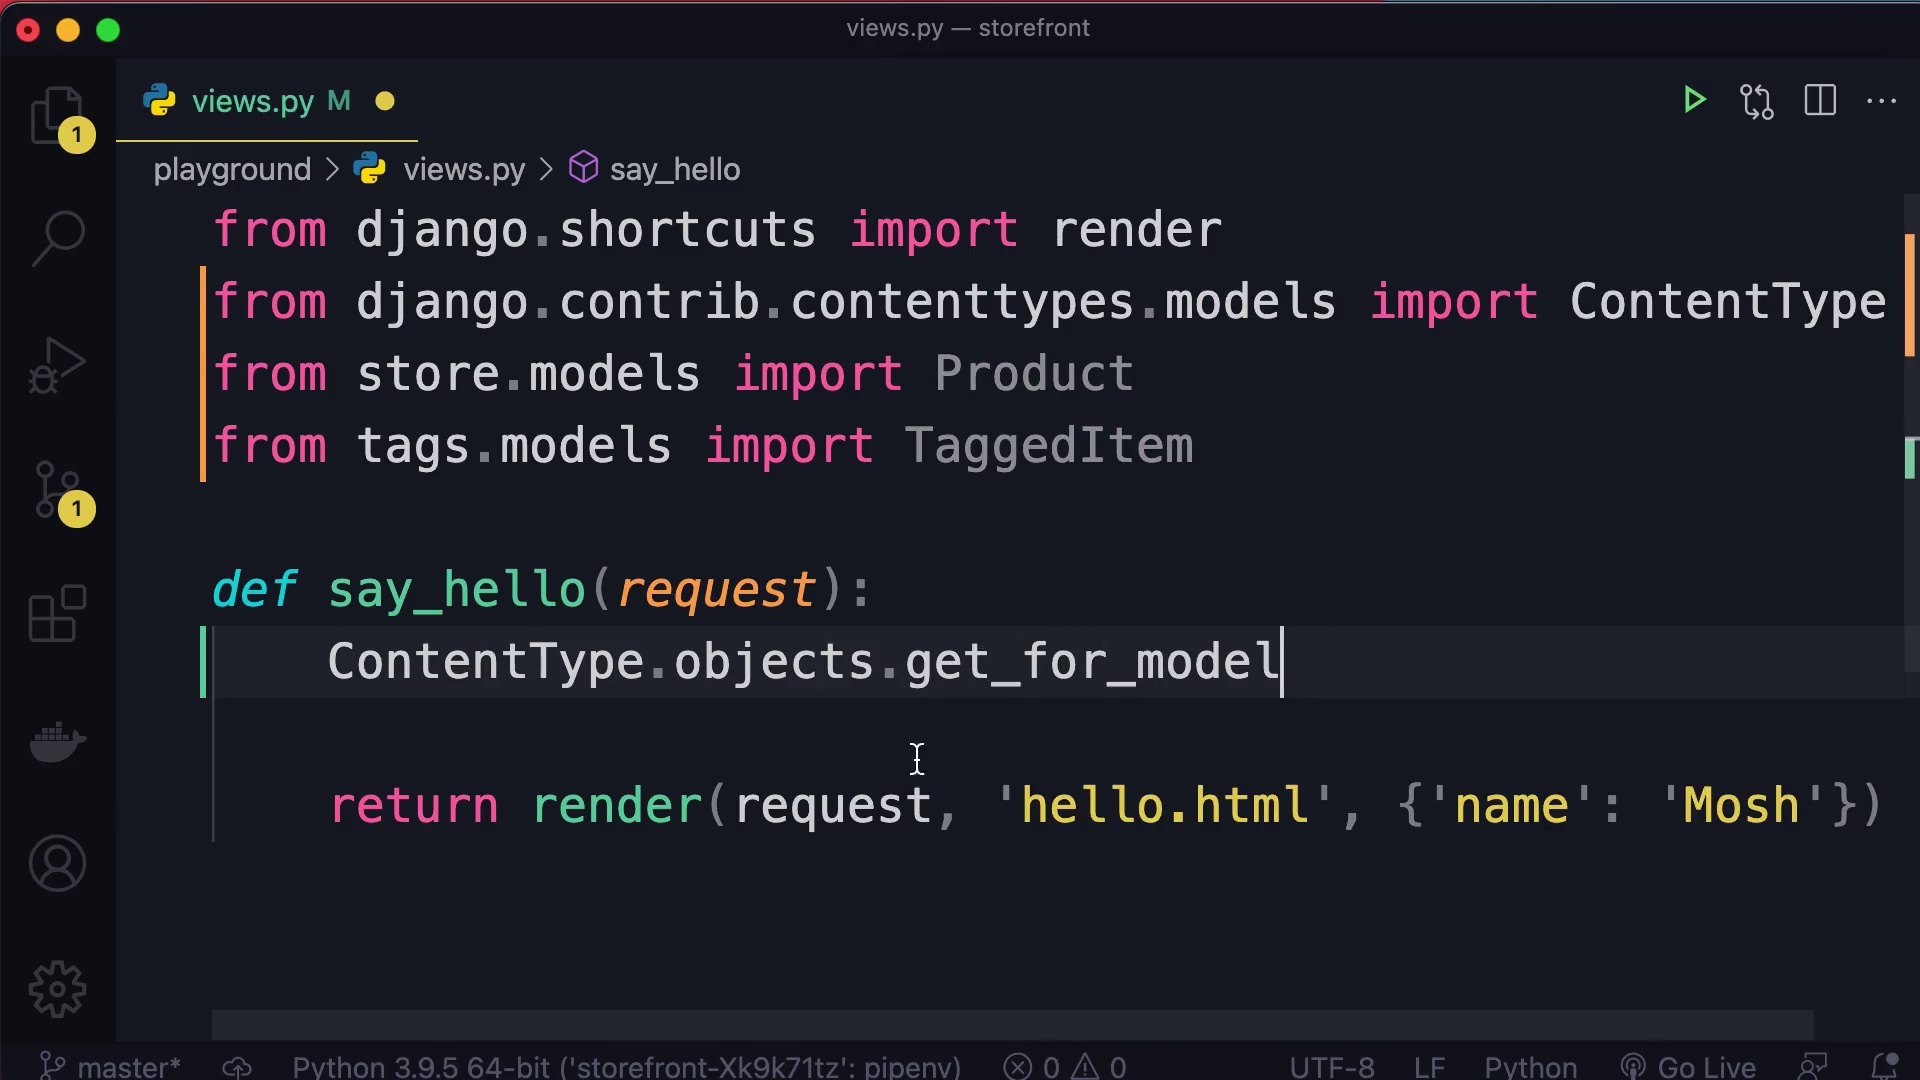 views.py — storefront
views.py M
playground > views.py > say_hello
from django.shortcuts import render
from django.contrib.contenttypes.models import ContentType
from store.models import Product
from tags.models import TaggedItem
def say_hello(request):
ContentType.objects.get_for_model
return render(request, 'hello.html', {'name': 'Mosh'})
1
1
master* Python 3.9.5 64-bit ('storefront-Xk9k71tz': pipenv) 0 0 UTF-8 LF Python Go Live